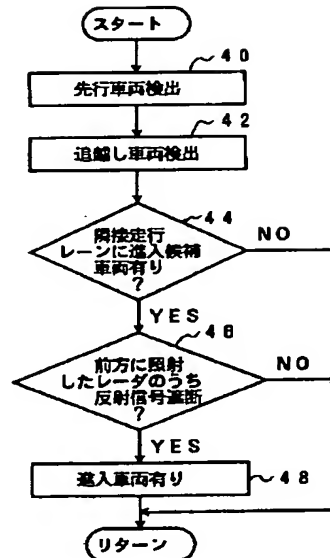 スタート
40
先行車両検出
42
追越し車両検出
44
隣接走行
レーンに進入候補
車両有り
?
NO
YES
46
前方に照射
したレーダのうち
反射信号遮断
?
NO
YES
進入車両有り
48
リターン